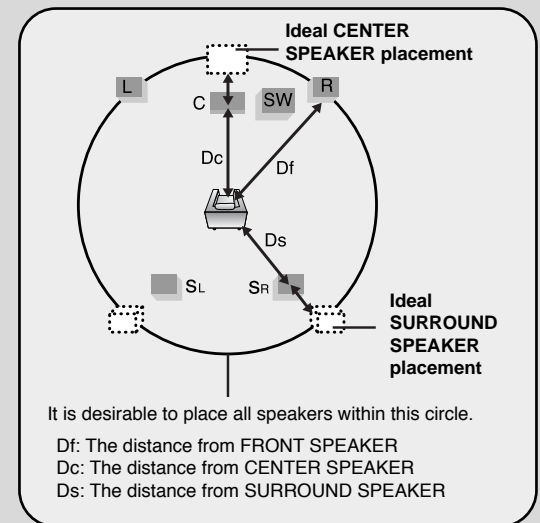 Ideal CENTER
SPEAKER placement
L
R
C
SW
Dc
Df
Ds
SL
SR
Ideal
SURROUND
SPEAKER
placement
It is desirable to place all speakers within this circle.
Df: The distance from FRONT SPEAKER
Dc: The distance from CENTER SPEAKER
Ds: The distance from SURROUND SPEAKER